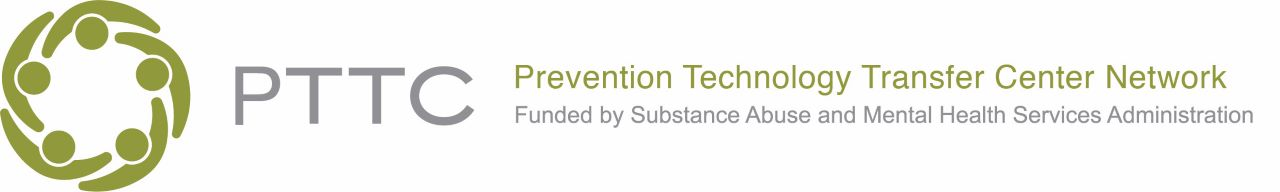 PTTC
Prevention Technology Transfer Center Network
Funded by Substance Abuse and Mental Health Services Administration